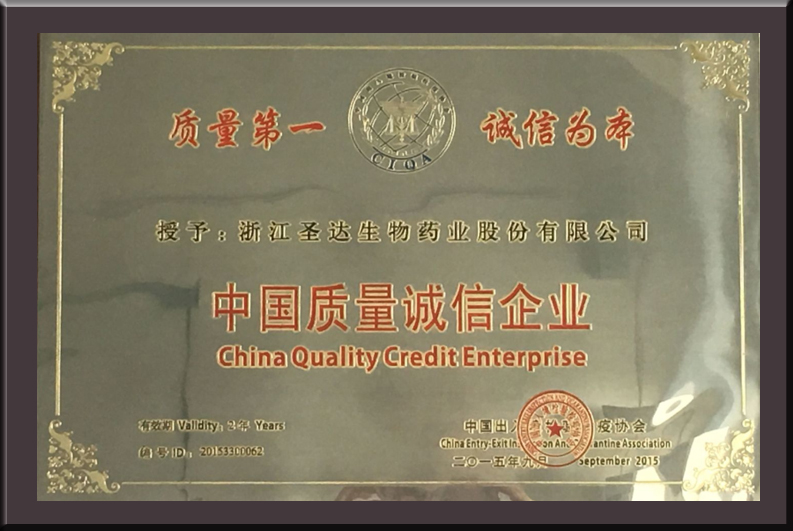 质量第一
CIQA
诚信为本
授予：浙江圣达生物药业股份有限公司
中国质量诚信企业
China Quality Credit Enterprise
有效期 Validity: 2年 Years
编号 ID: 20153300062
中国出入 疫协会
China Entry-Exit In on An antine Association
二〇一五年九月 September 2015